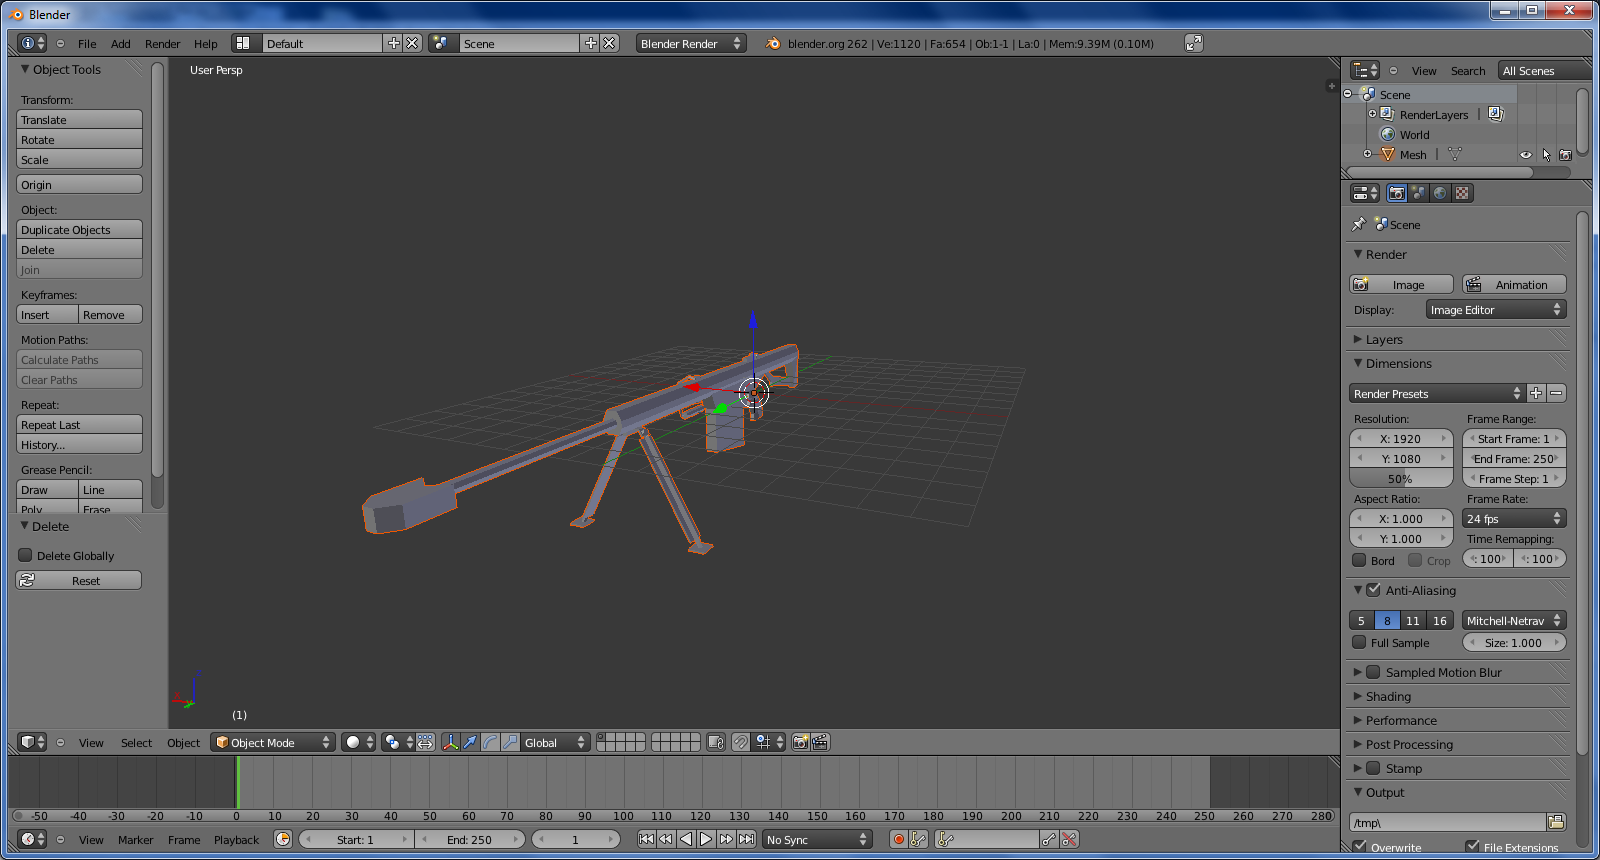 Blender
File Add Render Help Default Scene Blender Render blender.org 262 | Ve:1120 | Fa:654 | Ob:1-1 | La:0 | Mem:9.39M (0.10M)
Object Tools
Transform:
Translate
Rotate
Scale
Origin
Object:
Duplicate Objects
Delete
Join
Keyframes:
Insert Remove
Motion Paths:
Calculate Paths
Clear Paths
Repeat:
Repeat Last
History...
Grease Pencil:
Draw Line
Poly Erase
Delete
Delete Globally
Reset
User Persp
(1)
View Select Object Object Mode Global
-50 -40 -30 -20 -10 0 10 20 30 40 50 60 70 80 90 100 110 120 130 140 150 160 170 180 190 200 210 220 230 240 250 260 270 280
View Marker Frame Playback Start: 1 End: 250 1 No Sync
View Search All Scenes
Scene
RenderLayers |
World
Mesh |
Scene
Render
Image Animation
Display: Image Editor
Layers
Dimensions
Render Presets
Resolution: Frame Range:
X: 1920 Start Frame: 1
Y: 1080 End Frame: 250
50% Frame Step: 1
Aspect Ratio: Frame Rate:
X: 1.000 24 fps
Y: 1.000 Time Remapping:
Bord Crop : 100 : 100
Anti-Aliasing
5 8 11 16 Mitchell-Netrav
Full Sample Size: 1.000
Sampled Motion Blur
Shading
Performance
Post Processing
Stamp
Output
/tmp\
Overwrite File Extensions